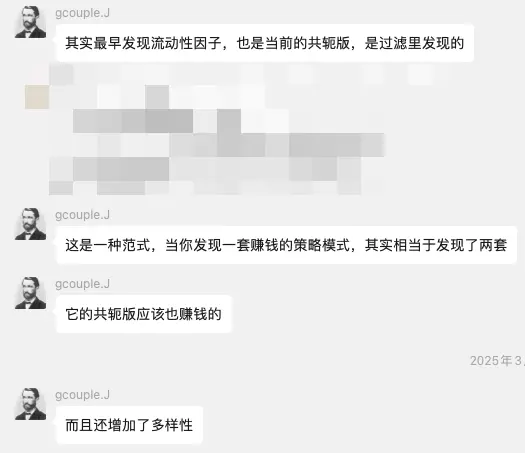 gcouple.J
其实最早发现流动性因子，也是当前的共轭版，是过滤里发现的
gcouple.J
这是一种范式，当你发现一套赚钱的策略模式，其实相当于发现了两套
gcouple.J
它的共轭版应该也赚钱的
2025年3
gcouple.J
而且还增加了多样性